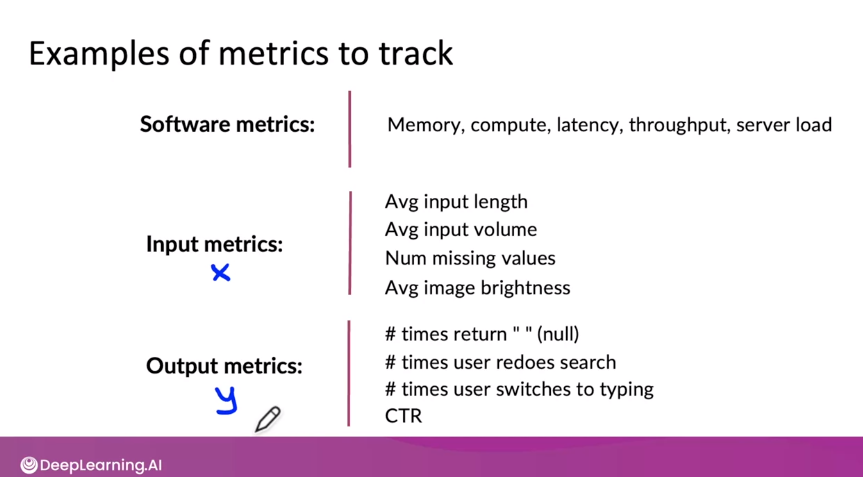 Examples of metrics to track
Software metrics:
Memory, compute, latency, throughput, server load
Input metrics:
x
Avg input length
Avg input volume
Num missing values
Avg image brightness
Output metrics:
y
# times return " " (null)
# times user redoes search
# times user switches to typing
CTR
DeepLearning.AI